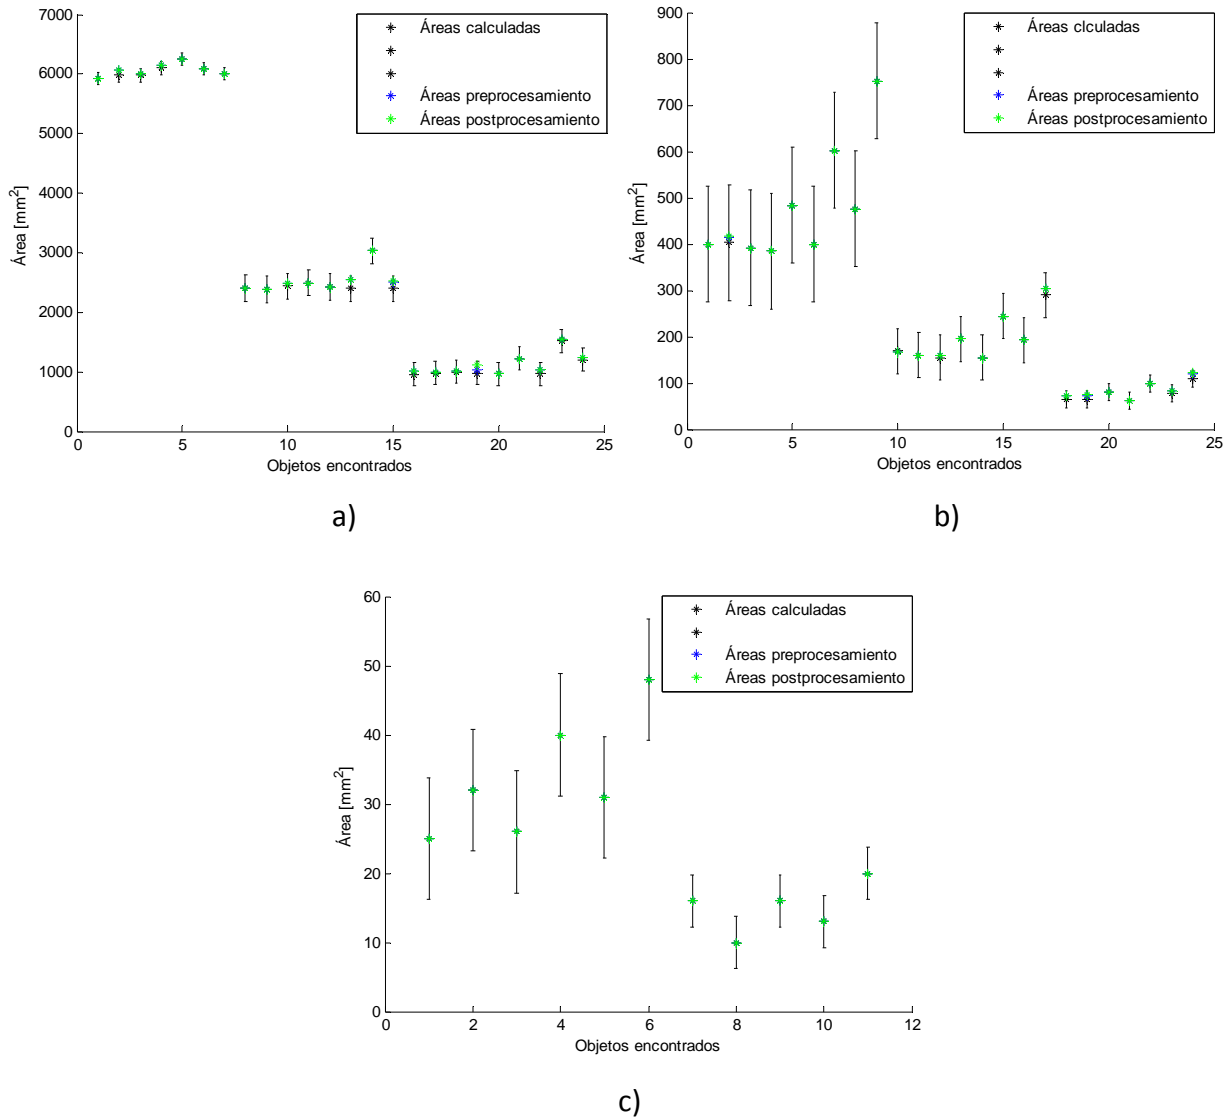 7000
6000
5000
4000
3000
2000
1000
0
Área [mm²]
0 5 10 15 20 25
Objetos encontrados
Áreas calculadas
Áreas preprocesamiento
Áreas postprocesamiento
a)
900
800
700
600
500
400
300
200
100
0
Área [mm²]
0 5 10 15 20 25
Objetos encontrados
Áreas clculadas
Áreas preprocesamiento
Áreas postprocesamiento
b)
60
50
40
30
20
10
0
Área [mm²]
0 2 4 6 8 10 12
Objetos encontrados
Áreas calculadas
Áreas preprocesamiento
Áreas postprocesamiento
c)